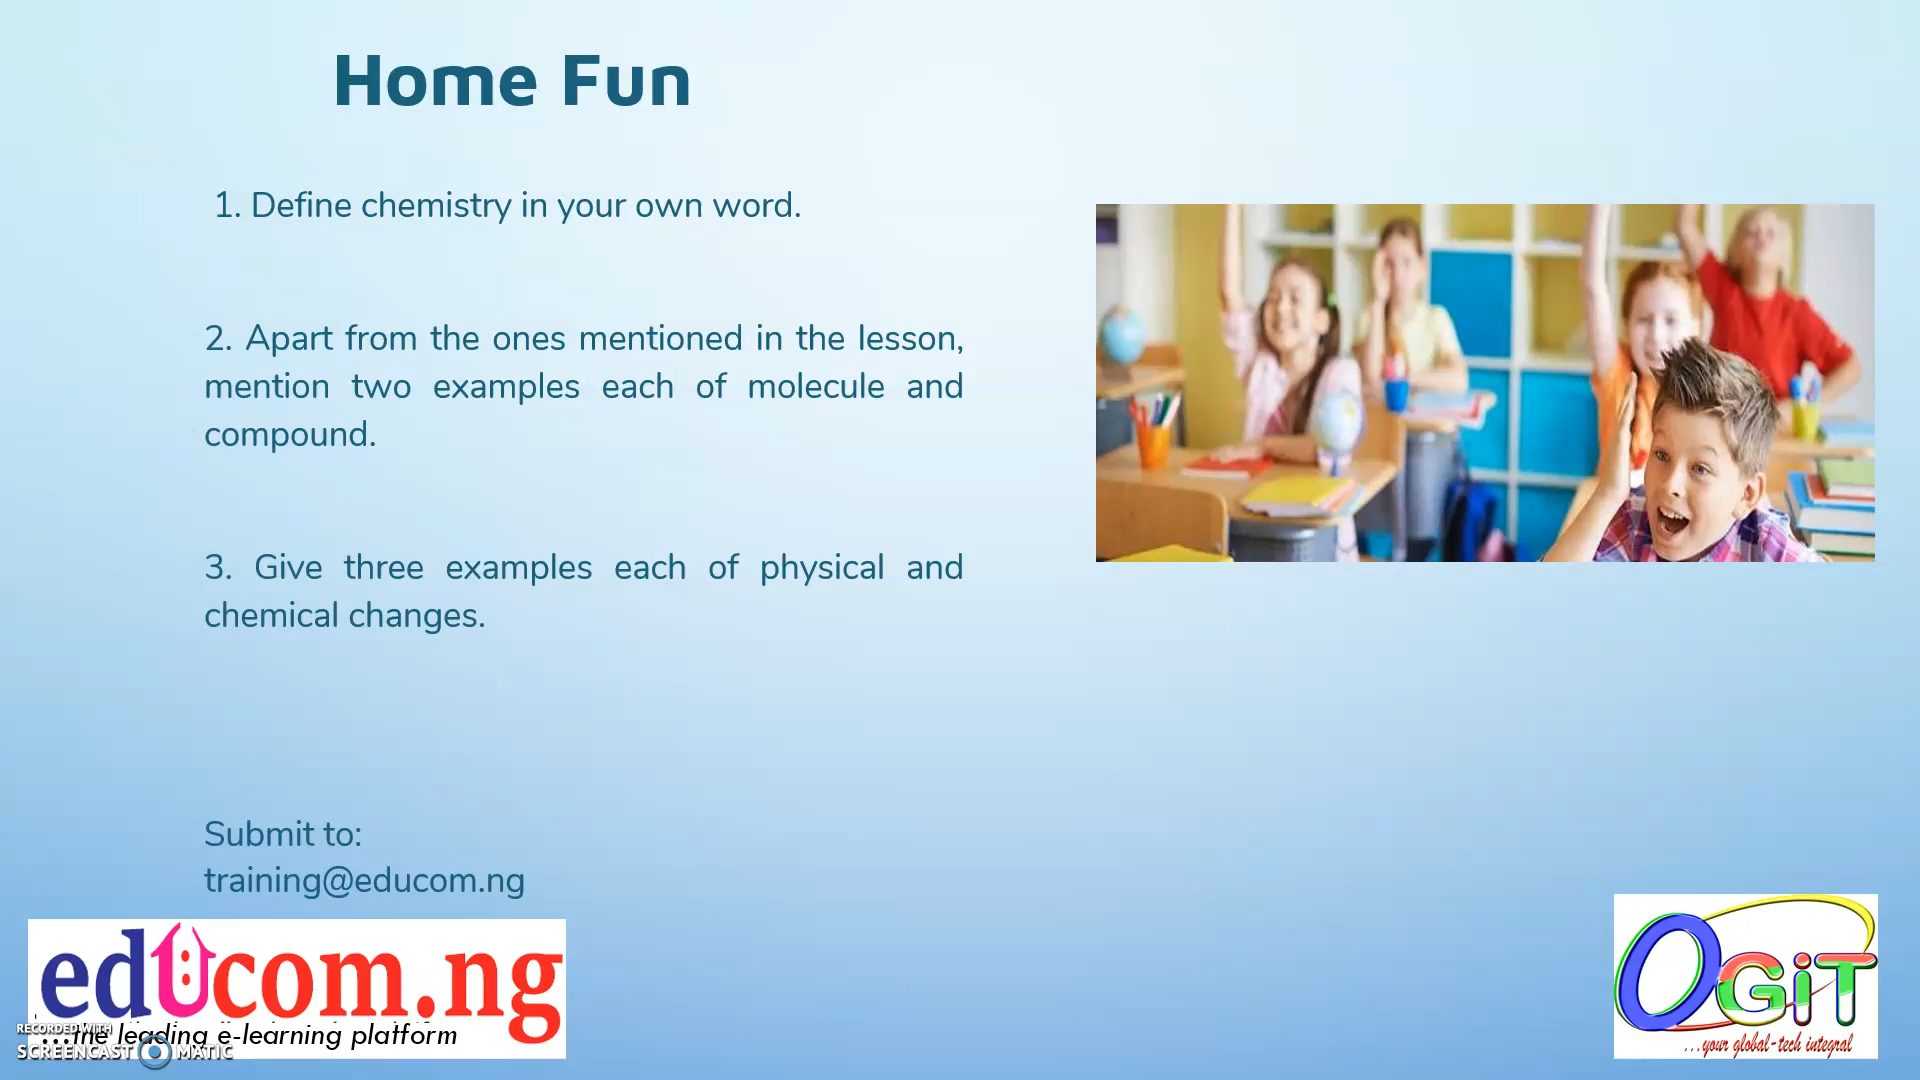 Home Fun
1. Define chemistry in your own word.
2. Apart from the ones mentioned in the lesson,
mention two examples each of molecule and
compound.
3. Give three examples each of physical and
chemical changes.
Submit to:
training@educom.ng
educom.ng
...the leading e-learning platform
RECORDED WITH
SCREENCAST MATIC
OGiT
...your global-tech integral